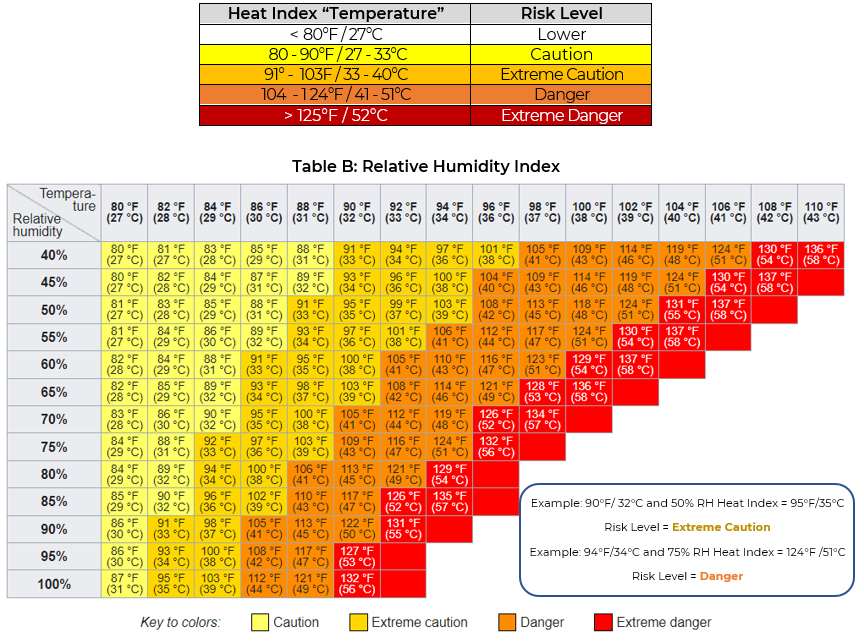 Heat Index “Temperature” Risk Level
< 80°F / 27°C Lower
80 - 90°F / 27 - 33°C Caution
91° - 103F / 33 - 40°C Extreme Caution
104 - 124°F / 41 - 51°C Danger
> 125°F / 52°C Extreme Danger
Table B: Relative Humidity Index
Tempera-
ture
Relative
humidity
80 °F 82 °F 84 °F 86 °F 88 °F 90 °F 92 °F 94 °F 96 °F 98 °F 100 °F 102 °F 104 °F 106 °F 108 °F 110 °F
(27 °C) (28 °C) (29 °C) (30 °C) (31 °C) (32 °C) (33 °C) (34 °C) (36 °C) (37 °C) (38 °C) (39 °C) (40 °C) (41 °C) (42 °C) (43 °C)
40%
80 °F 81 °F 83 °F 85 °F 88 °F 91 °F 94 °F 97 °F 101 °F 105 °F 109 °F 114 °F 119 °F 124 °F 130 °F 136 °F
(27 °C) (27 °C) (28 °C) (29 °C) (31 °C) (33 °C) (34 °C) (36 °C) (38 °C) (41 °C) (43 °C) (46 °C) (48 °C) (51 °C) (54 °C) (58 °C)
45%
80 °F 82 °F 84 °F 87 °F 89 °F 93 °F 96 °F 100 °F 104 °F 109 °F 114 °F 119 °F 124 °F 130 °F 137 °F
(27 °C) (28 °C) (29 °C) (31 °C) (32 °C) (34 °C) (36 °C) (38 °C) (40 °C) (43 °C) (46 °C) (48 °C) (51 °C) (54 °C) (58 °C)
50%
81 °F 83 °F 85 °F 88 °F 91 °F 95 °F 99 °F 103 °F 108 °F 113 °F 118 °F 124 °F 131 °F 137 °F
(27 °C) (28 °C) (29 °C) (31 °C) (33 °C) (35 °C) (37 °C) (39 °C) (42 °C) (45 °C) (48 °C) (51 °C) (55 °C) (58 °C)
55%
81 °F 84 °F 86 °F 89 °F 93 °F 97 °F 101 °F 106 °F 112 °F 117 °F 124 °F 130 °F 137 °F
(27 °C) (29 °C) (30 °C) (32 °C) (34 °C) (36 °C) (38 °C) (41 °C) (44 °C) (47 °C) (51 °C) (54 °C) (58 °C)
60%
82 °F 84 °F 88 °F 91 °F 95 °F 100 °F 105 °F 110 °F 116 °F 123 °F 129 °F 137 °F
(28 °C) (29 °C) (31 °C) (33 °C) (35 °C) (38 °C) (41 °C) (43 °C) (47 °C) (51 °C) (54 °C) (58 °C)
65%
82 °F 85 °F 89 °F 93 °F 98 °F 103 °F 108 °F 114 °F 121 °F 128 °F 136 °F
(28 °C) (29 °C) (32 °C) (34 °C) (37 °C) (39 °C) (42 °C) (46 °C) (49 °C) (53 °C) (58 °C)
70%
83 °F 86 °F 90 °F 95 °F 100 °F 105 °F 112 °F 119 °F 126 °F 134 °F
(28 °C) (30 °C) (32 °C) (35 °C) (38 °C) (41 °C) (44 °C) (48 °C) (52 °C) (57 °C)
75%
84 °F 88 °F 92 °F 97 °F 103 °F 109 °F 116 °F 124 °F 132 °F
(29 °C) (31 °C) (33 °C) (36 °C) (39 °C) (43 °C) (47 °C) (51 °C) (56 °C)
80%
84 °F 89 °F 94 °F 100 °F 106 °F 113 °F 121 °F 129 °F
(29 °C) (32 °C) (34 °C) (38 °C) (41 °C) (45 °C) (49 °C) (54 °C)
85%
85 °F 90 °F 96 °F 102 °F 110 °F 117 °F 126 °F 135 °F
(29 °C) (32 °C) (36 °C) (39 °C) (43 °C) (47 °C) (52 °C) (57 °C)
90%
86 °F 91 °F 98 °F 105 °F 113 °F 122 °F 131 °F
(30 °C) (33 °C) (37 °C) (41 °C) (45 °C) (50 °C) (55 °C)
95%
86 °F 93 °F 100 °F 108 °F 117 °F 127 °F
(30 °C) (34 °C) (38 °C) (42 °C) (47 °C) (53 °C)
100%
87 °F 95 °F 103 °F 112 °F 121 °F 132 °F
(31 °C) (35 °C) (39 °C) (44 °C) (49 °C) (56 °C)
Example: 90°F/ 32°C and 50% RH Heat Index = 95°F/35°C
Risk Level = Extreme Caution
Example: 94°F/34°C and 75% RH Heat Index = 124°F /51°C
Risk Level = Danger
Key to colors: Caution Extreme caution Danger Extreme danger